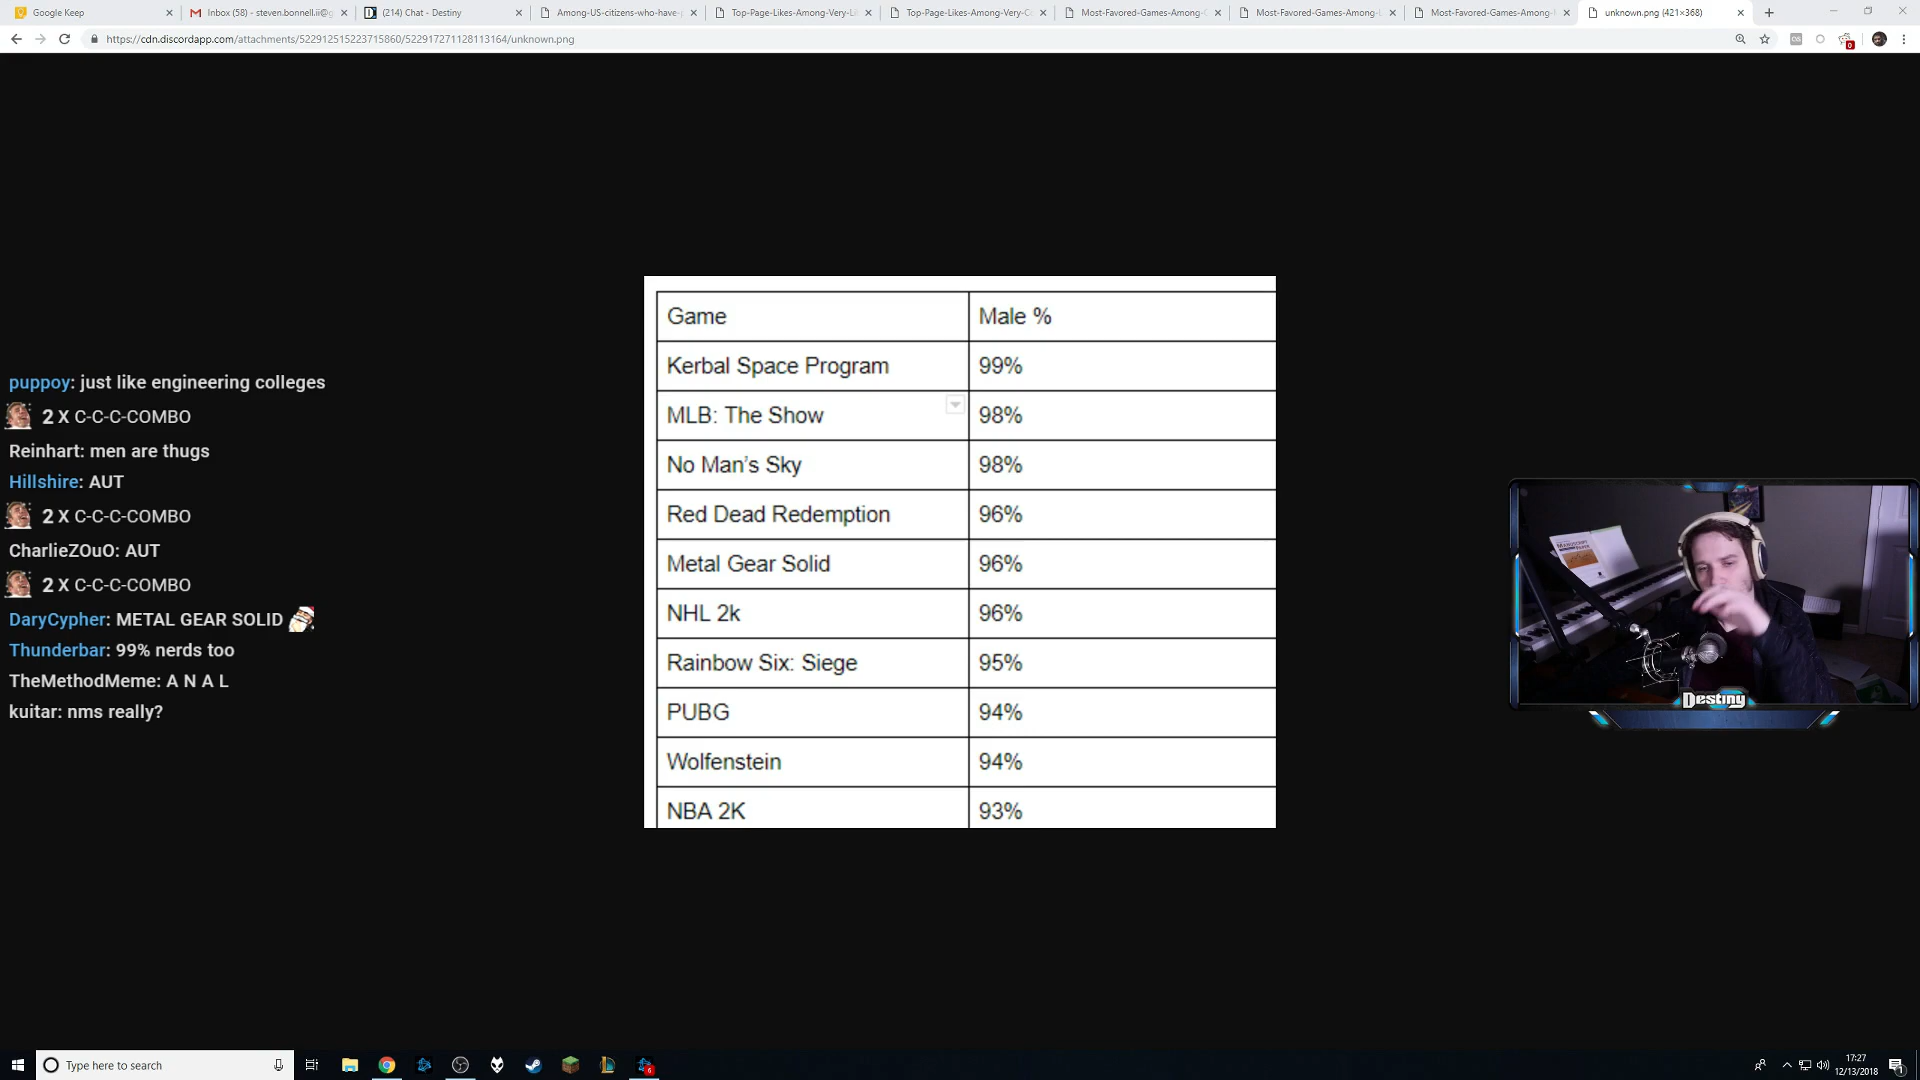 Google Keep
Inbox (58) - steven.bonnell.ii@g
(214) Chat - Destiny
Among-US-citizens-who-have-
Top-Page-Likes-Among-Very-Li
Top-Page-Likes-Among-Very-C
Most-Favored-Games-Among-
Most-Favored-Games-Among-L
Most-Favored-Games-Among-
unknown.png (421×368)
https://cdn.discordapp.com/attachments/522912515223715860/522917271128113164/unknown.png
Game Male %
Kerbal Space Program 99%
MLB: The Show 98%
No Man's Sky 98%
Red Dead Redemption 96%
Metal Gear Solid 96%
NHL 2k 96%
Rainbow Six: Siege 95%
PUBG 94%
Wolfenstein 94%
NBA 2K 93%
puppoy: just like engineering colleges
2 X C-C-C-COMBO
Reinhart: men are thugs
Hillshire: AUT
2 X C-C-C-COMBO
CharlieZOuO: AUT
2 X C-C-C-COMBO
DaryCypher: METAL GEAR SOLID
Thunderbar: 99% nerds too
TheMethodMeme: A N A L
kuitar: nms really?
Destiny
Type here to search
17:27
12/13/2018